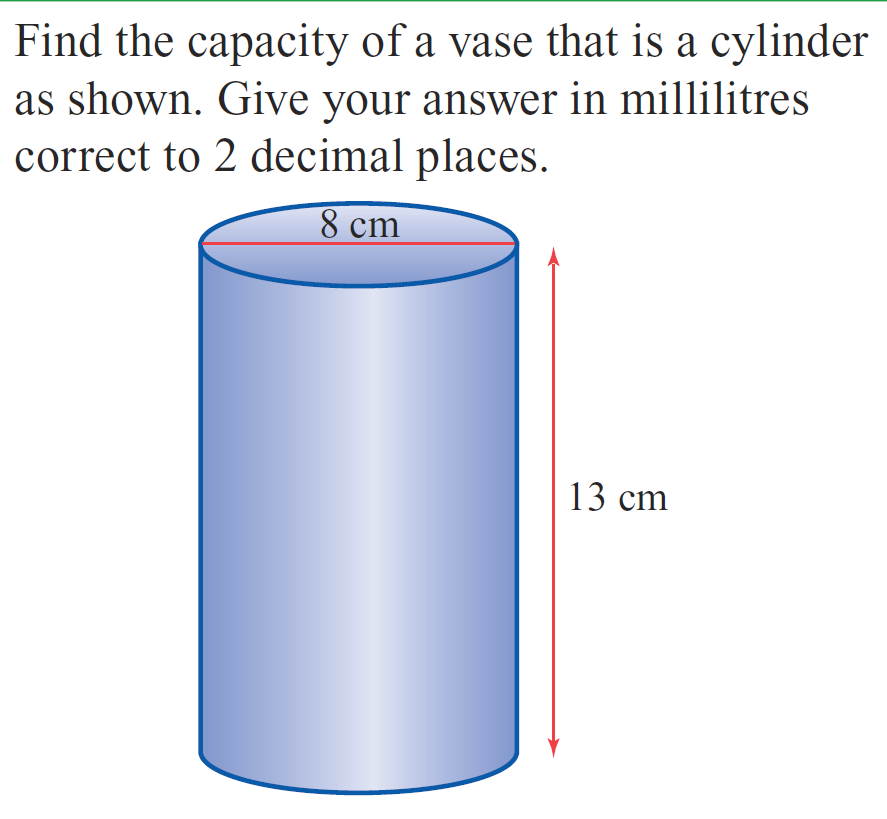 Find the capacity of a vase that is a cylinder
as shown. Give your answer in millilitres
correct to 2 decimal places.
8 cm
13 cm